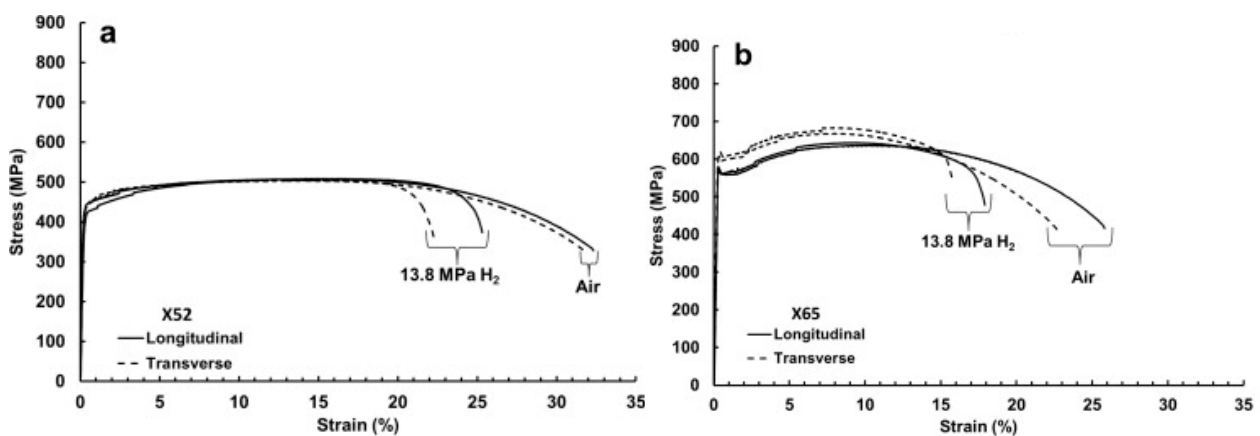 a
900
800
700
600
500
400
300
200
100
0
Stress (MPa)
13.8 MPa H₂
Air
X52
Longitudinal
Transverse
0 5 10 15 20 25 30 35
Strain (%)
b
900
800
700
600
500
400
300
200
100
0
Stress (MPa)
13.8 MPa H₂
Air
X65
Longitudinal
Transverse
0 5 10 15 20 25 30 35
Strain (%)